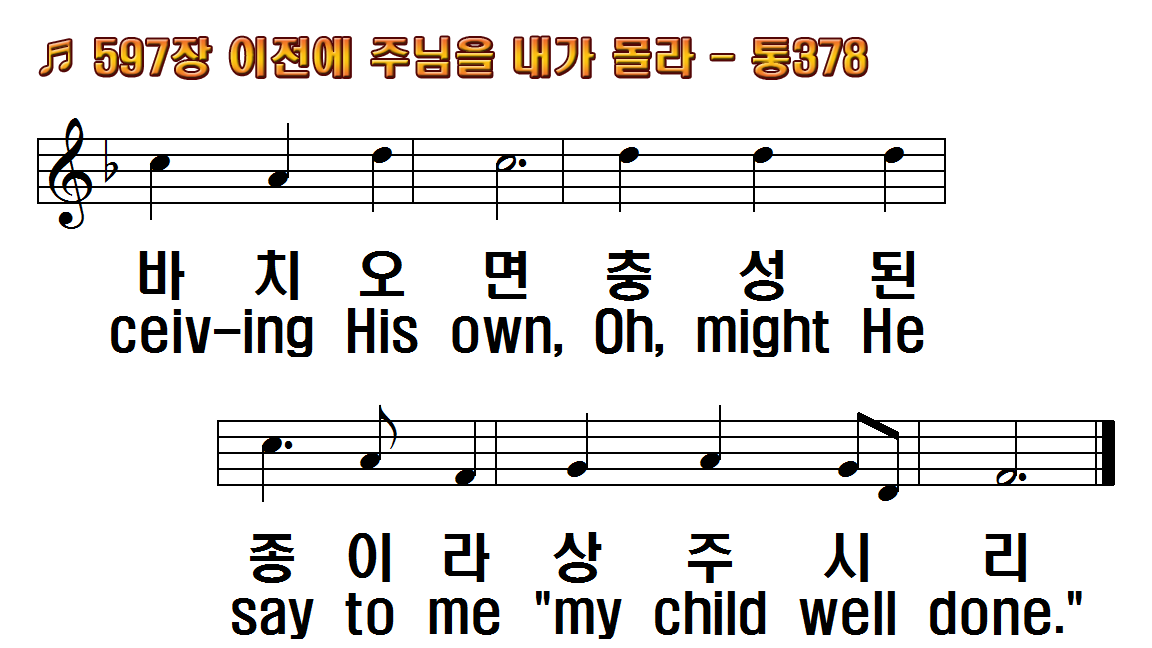 ♬ 597장 이전에 주님을 내가 몰라 - 통378
바 치 오 면 충 성 된
ceiv-ing His own, Oh, might He
종 이 라 상 주 시 리
say to me "my child well done."